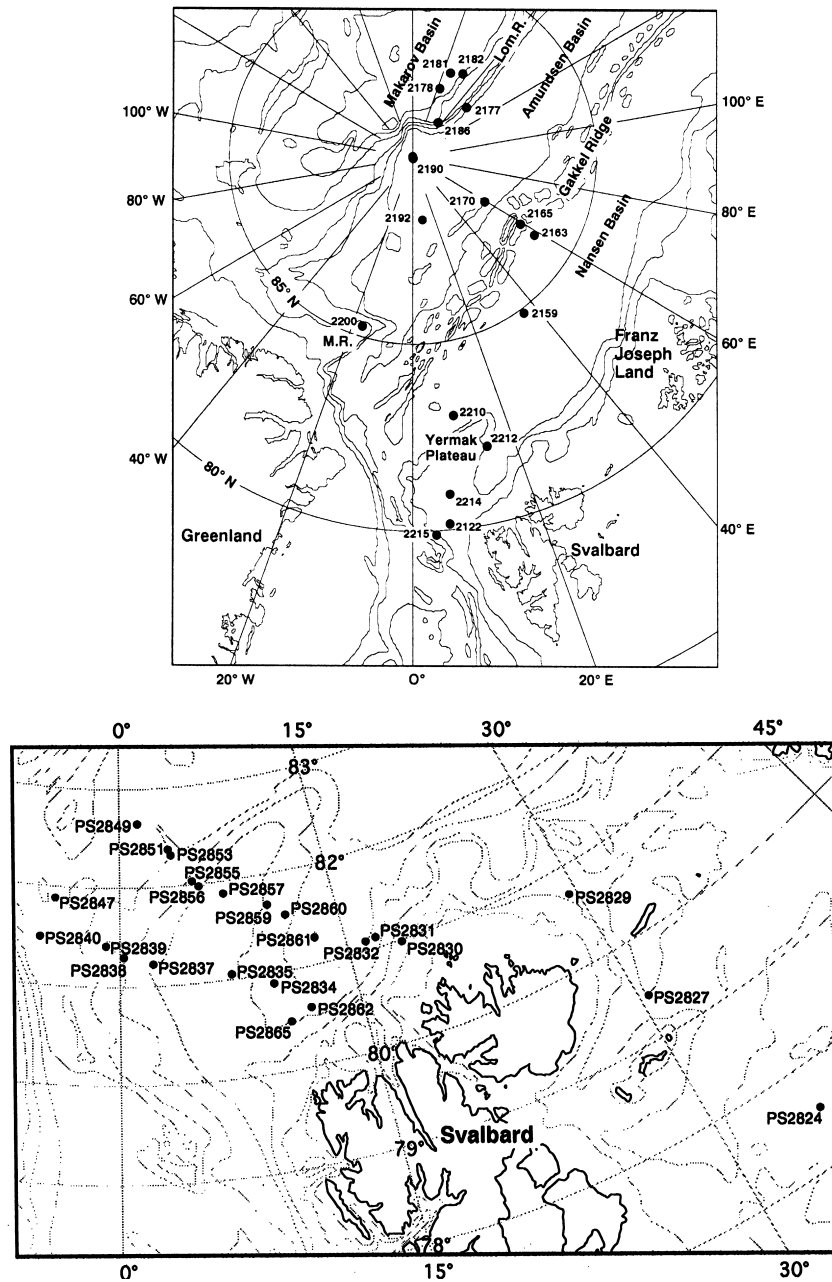 Makarov Basin
Lom.R.
Amundsen Basin
2181
2182
2178
2177
2186
100° W
100° E
Gakkel Ridge
2190
80° W
2170
2165
80° E
2192
2163
Nansen Basin
60° W
85° N
2200
2159
M.R.
Franz
Joseph
Land
60° E
2210
Yermak
Plateau
2212
40° W
80° N
2214
2122
2215
40° E
Greenland
Svalbard
20° W
0°
20° E
0°
15°
30°
45°
83°
PS2849
PS2851
PS2853
82°
PS2855
PS2857
PS2856
PS2829
PS2847
PS2859
PS2860
PS2840
PS2861
PS2831
PS2839
PS2832
PS2830
PS2838
PS2837
PS2835
PS2834
PS2827
PS2862
PS2865
80°
PS2824
Svalbard
79°
78°
0°
15°
30°